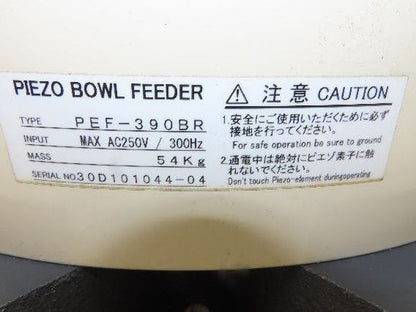 PIEZO BOWL FEEDER
TYPE PEF-390BR
INPUT MAX AC250V / 300Hz
MASS 54Kg
SERIAL NO. 30D101044-04
⚠ 注意 CAUTION
1.安全にご使用いただくために必ず
接地を行ってください。
For safe operation be sure to ground
2.通電中は絶対にピエゾ素子に触
れないでください。
Don't touch Piezo-element duringoperating